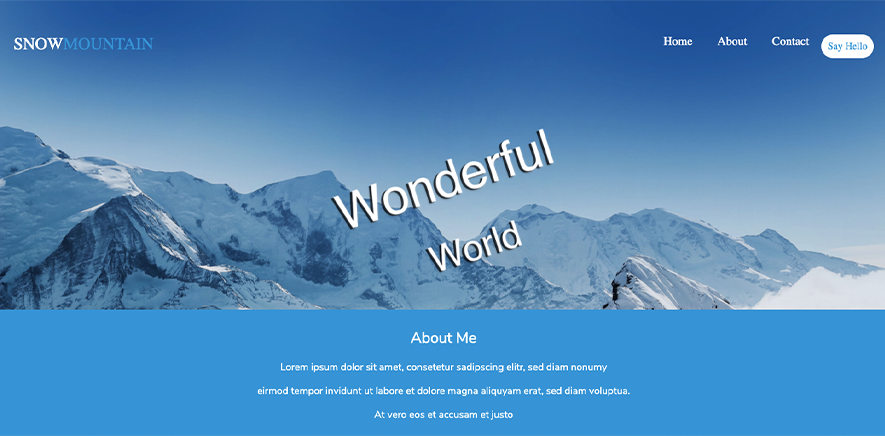 SNOWMOUNTAIN
Home About Contact Say Hello
Wonderful
World
About Me
Lorem ipsum dolor sit amet, consetetur sadipscing elitr, sed diam nonumy
eirmod tempor invidunt ut labore et dolore magna aliquyam erat, sed diam voluptua.
At vero eos et accusam et justo